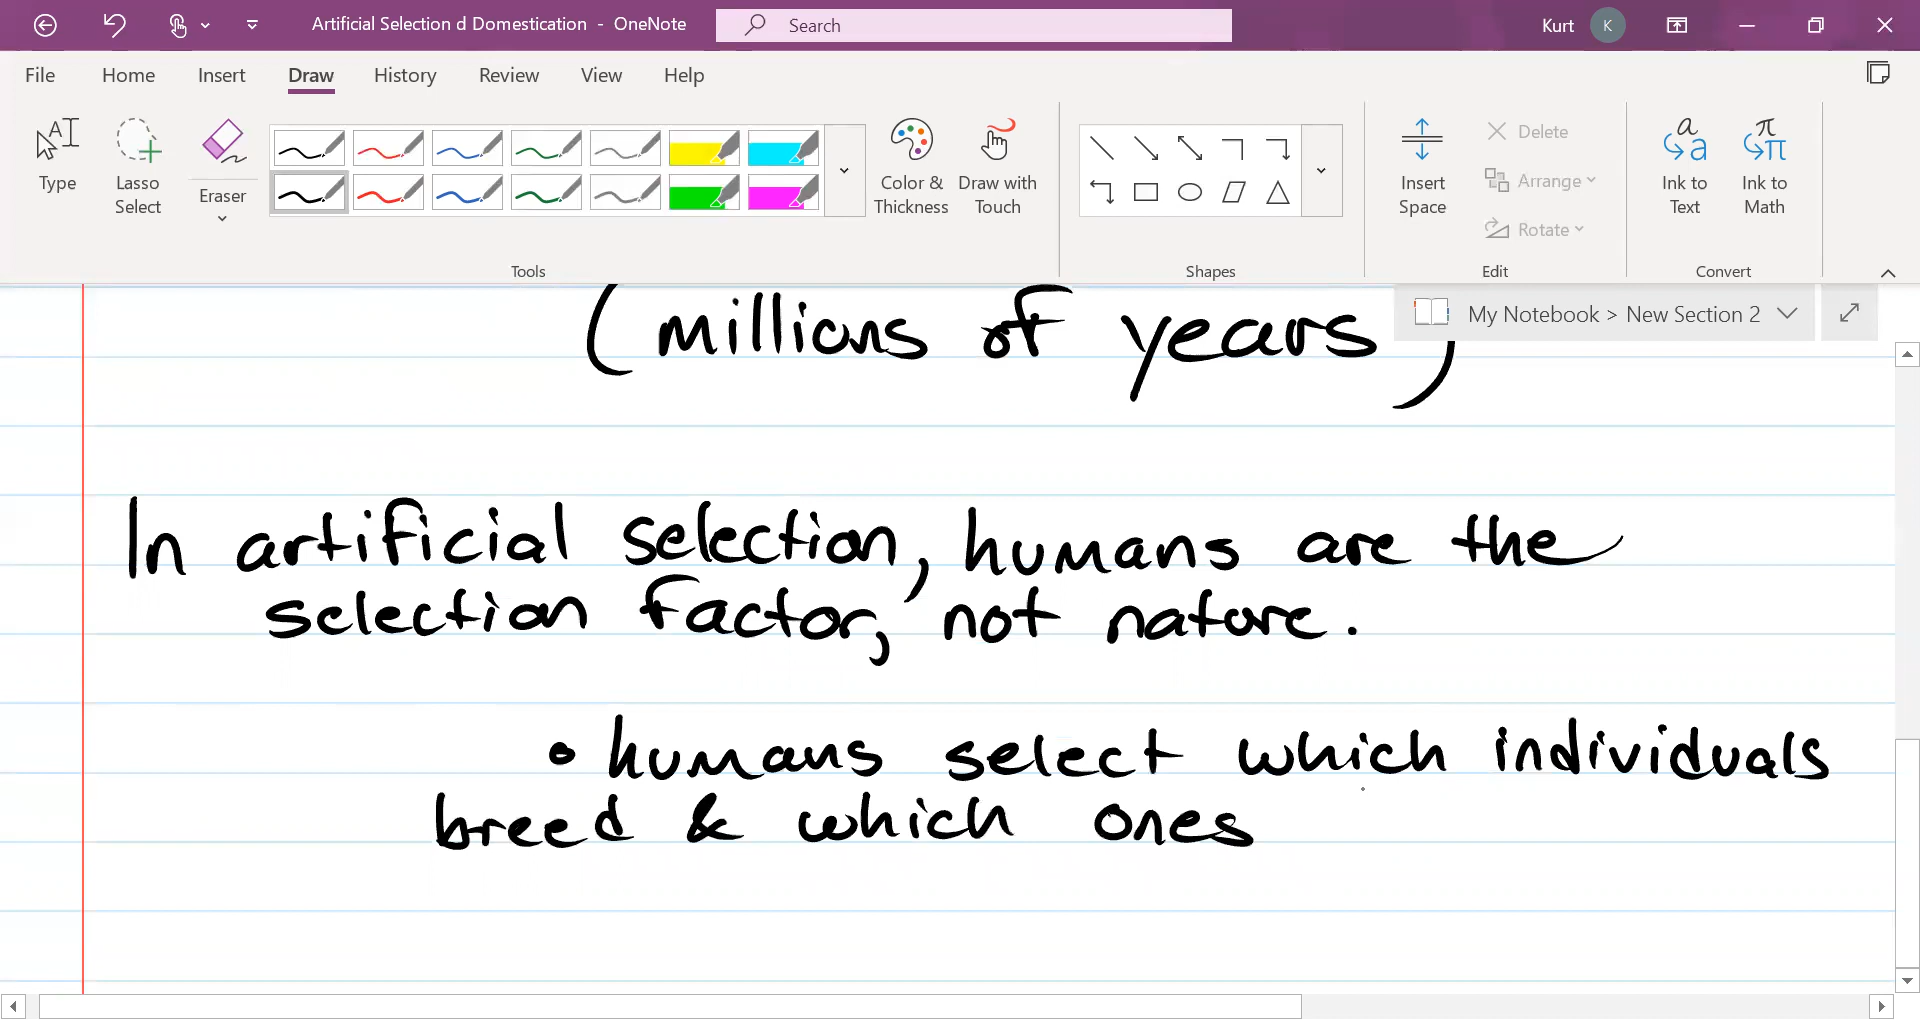 Artificial Selection d Domestication - OneNote
Search
Kurt
K
File
Home
Insert
Draw
History
Review
View
Help
Type
Lasso
Select
Eraser
Color &
Thickness
Draw with
Touch
Insert
Space
Delete
Arrange
Rotate
Ink to
Text
Ink to
Math
Tools
Shapes
Edit
Convert
My Notebook > New Section 2
(millions of years)
In artificial selection, humans are the
selection factor, not nature.
• humans select which individuals
breed & which ones